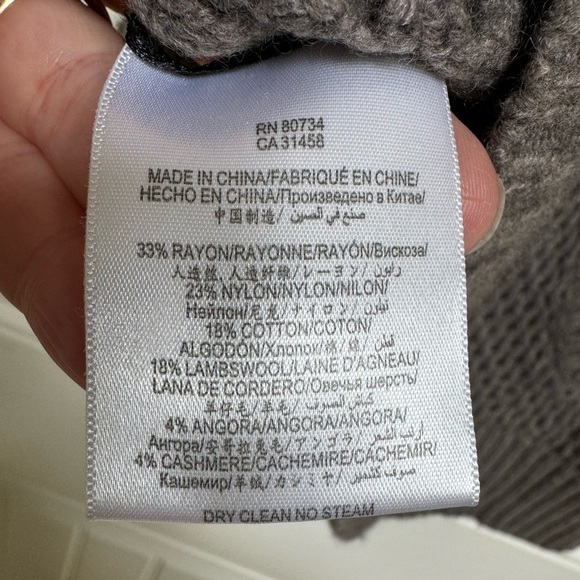 RN 80734
CA 31458
MADE IN CHINA/FABRIQUÉ EN CHINE/
HECHO EN CHINA/Произведено в Китае/
中国制造/ صنع في الصين
33% RAYON/RAYONNE/RAYÓN/Вискоза/
人造丝, 人造纤维/レーヨン/ رايون
23% NYLON/NYLON/NILON/
Нейлон/尼龙/ナイロン/ نايلون
18% COTTON/COTON/
ALGODÓN/Хлопок/棉/綿/ قطن
18% LAMBSWOOL/LAINE D'AGNEAU/
LANA DE CORDERO/Овечья шерсть/
羊仔毛/羊毛/ كباش الصوف
4% ANGORA/ANGORA/ANGORA/
Ангора/安哥拉兔毛/アンゴラ/ أرنب الشعر
4% CASHMERE/CACHEMIRE/CACHEMIR/
Кашемир/羊绒/カシミヤ/ صوف كشمير
DRY CLEAN NO STEAM